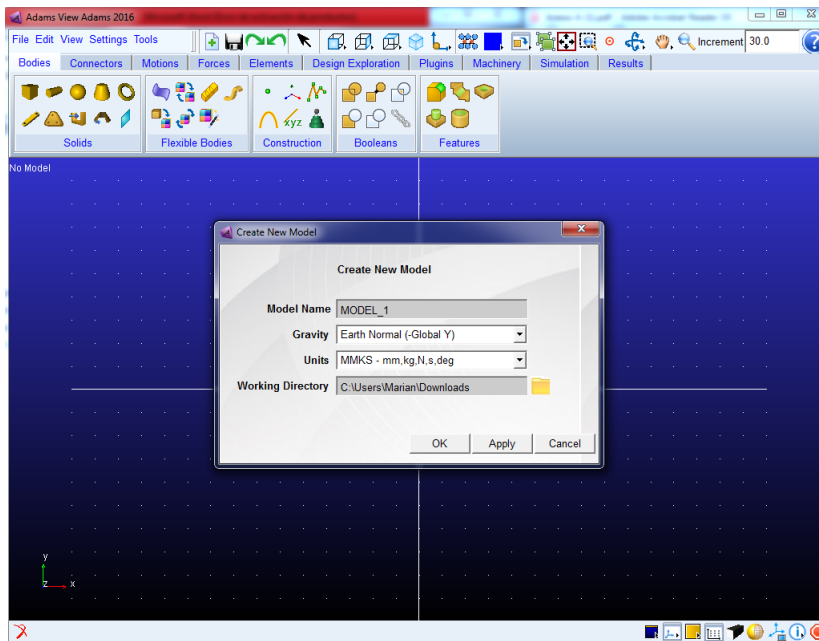 Adams View Adams 2016
File Edit View Settings Tools
Increment 30.0
Bodies Connectors Motions Forces Elements Design Exploration Plugins Machinery Simulation Results
xyz
Solids Flexible Bodies Construction Booleans Features
No Model
Create New Model
Create New Model
Model Name MODEL_1
Gravity Earth Normal (-Global Y)
Units MMKS - mm,kg,N,s,deg
Working Directory C:\Users\Marian\Downloads
OK Apply Cancel
y
z x